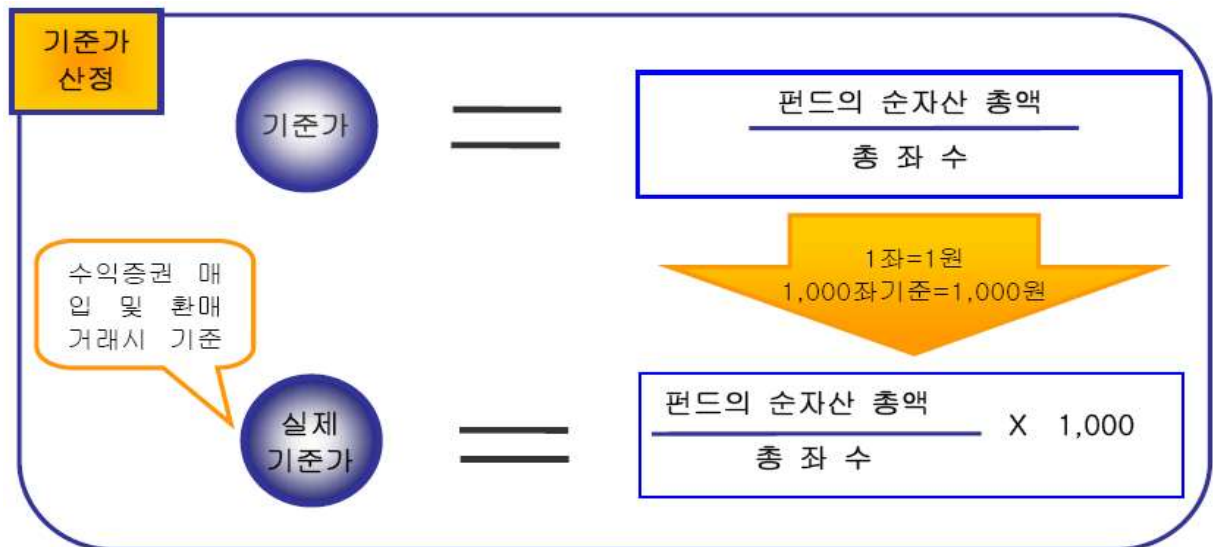 기준가
산정
기준가
펀드의 순자산 총액
총 좌 수
1좌=1원
1,000좌기준=1,000원
수익증권 매
입 및 환매
거래시 기준
실제
기준가
펀드의 순자산 총액
총 좌 수
X 1,000